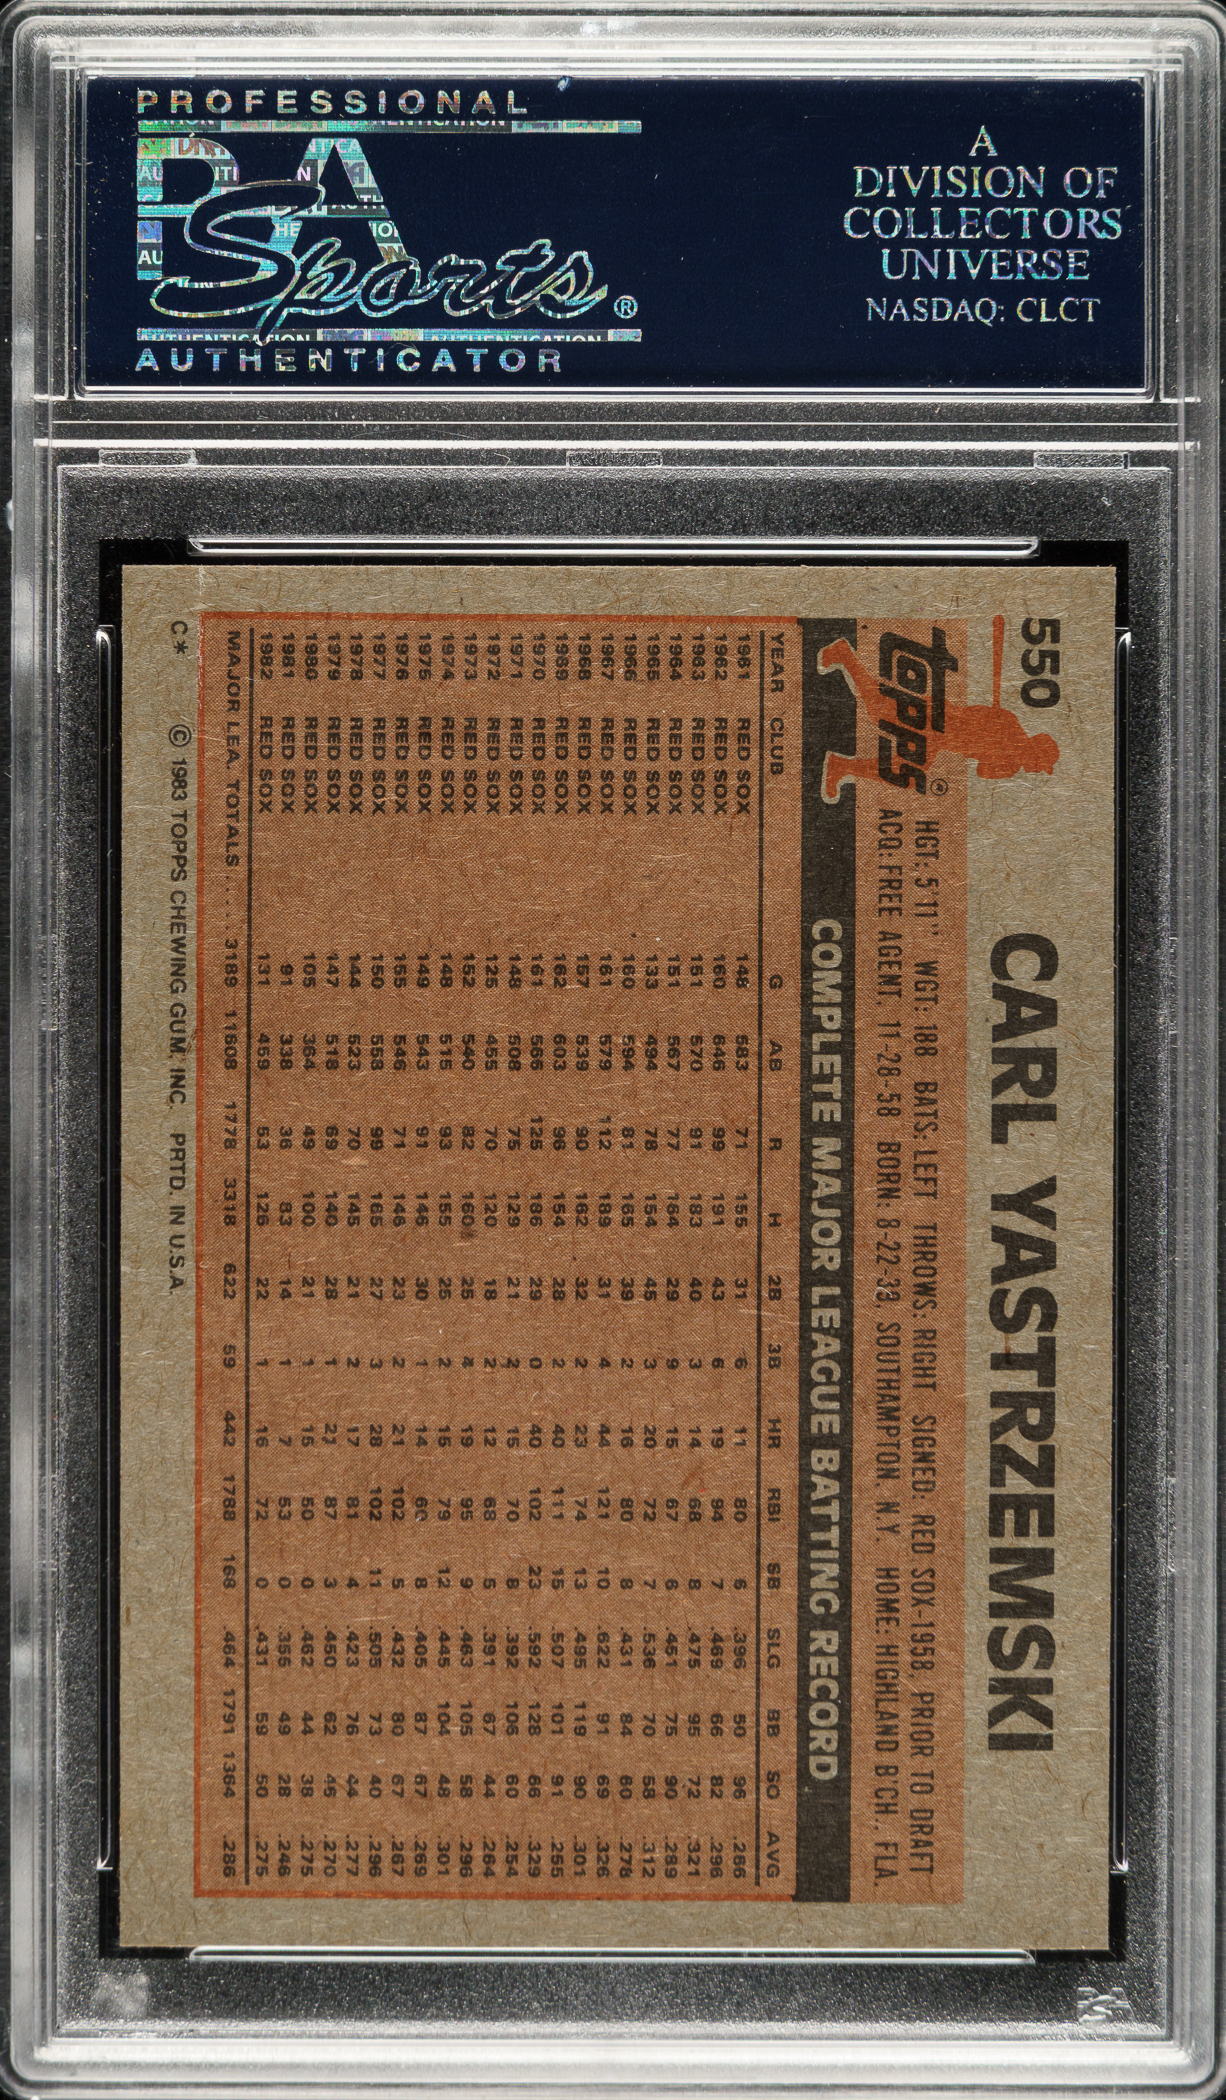 PROFESSIONAL
PSA
Sports®
AUTHENTICATOR
A
DIVISION OF
COLLECTORS
UNIVERSE
NASDAQ: CLCT
550
CARL YASTRZEMSKI
Topps®
HGT: 5'11" WGT: 188 BATS: LEFT THROWS: RIGHT SIGNED: RED SOX-1958, PRIOR TO DRAFT
ACQ: FREE AGENT, 11-28-58 BORN: 8-22-39, SOUTHAMPTON, N.Y. HOME: HIGHLAND B'CH., FLA.
COMPLETE MAJOR LEAGUE BATTING RECORD
YEAR CLUB G AB R H 2B 3B HR RBI SB SLG BB SO AVG
1961 RED SOX 148 583 71 155 31 6 11 80 6 .396 50 96 .266
1962 RED SOX 160 646 99 191 43 6 19 94 7 .469 66 82 .296
1963 RED SOX 151 570 91 183 40 3 14 68 8 .475 95 72 .321
1964 RED SOX 151 567 77 164 29 9 15 67 6 .451 75 90 .289
1965 RED SOX 133 494 78 154 45 3 20 72 7 .536 70 58 .312
1966 RED SOX 160 594 81 165 39 2 16 80 8 .431 84 60 .278
1967 RED SOX 161 579 112 189 31 4 44 121 10 .622 91 69 .326
1968 RED SOX 157 539 90 162 32 2 23 74 13 .495 119 90 .301
1969 RED SOX 162 603 96 154 28 2 40 111 15 .507 101 91 .255
1970 RED SOX 161 566 125 186 29 0 40 102 23 .592 128 66 .329
1971 RED SOX 148 508 75 129 21 2 15 70 8 .392 106 60 .254
1972 RED SOX 125 455 70 120 18 2 12 68 5 .391 67 44 .264
1973 RED SOX 152 540 82 160 25 4 19 95 9 .463 105 58 .296
1974 RED SOX 148 515 93 155 25 2 15 79 12 .445 104 48 .301
1975 RED SOX 149 543 91 146 30 1 14 60 8 .405 87 67 .269
1976 RED SOX 155 546 71 146 23 2 21 102 5 .432 80 67 .267
1977 RED SOX 150 558 99 165 27 3 28 102 11 .505 73 40 .296
1978 RED SOX 144 523 70 145 21 2 17 81 4 .423 76 44 .277
1979 RED SOX 147 518 69 140 28 1 21 87 3 .450 62 46 .270
1980 RED SOX 105 364 49 100 21 1 15 50 0 .462 44 38 .275
1981 RED SOX 91 338 36 83 14 1 7 53 0 .355 49 28 .246
1982 RED SOX 131 459 53 126 22 1 16 72 0 .431 59 50 .275
MAJOR LEA. TOTALS ..... 3189 11608 1778 3318 622 59 442 1788 168 .464 1791 1364 .286
C* © 1983 TOPPS CHEWING GUM, INC. PRTD. IN U.S.A.